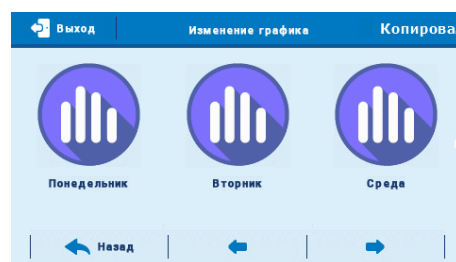 Выход Изменение графика Копирова
Понедельник Вторник Среда
Назад